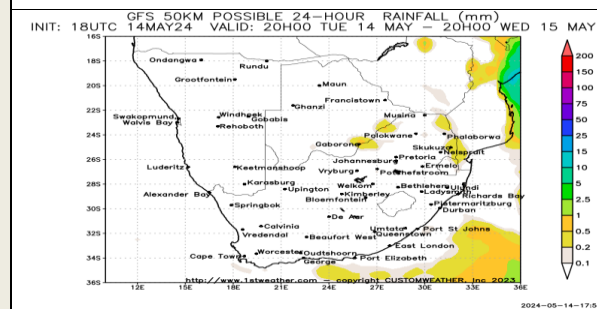 GFS 50KM POSSIBLE 24-HOUR RAINFALL (mm)
INIT: 18UTC 14MAY24 VALID: 20H00 TUE 14 MAY - 20H00 WED 15 MAY
16S
18S
20S
22S
24S
26S
28S
30S
32S
34S
36S
Ondangwa
Rundu
Grootfontein
Maun
Francistown
Ghanzi
Musina
Swakopmund
Windhoek
Gobabis
Walvis Bay
Rehoboth
Polokwane
Phalaborwa
Gaborone
Skukuza
Nelspruit
Johannesburg
Pretoria
Luderitz
Keetmanshoop
Vryburg
Potchefstroom
Ermelo
Karasburg
Welkom
Bethlehem
Ulundi
Alexander Bay
Upington
Kimberley
Ladysmith
Richards Bay
Springbok
Bloemfontein
Pietermaritzburg
Durban
De Aar
Calvinia
Umtata
Port St Johns
Vredendal
Beaufort West
Queenstown
East London
Cape Town
Worcester
Oudtshoorn
George
Port Elizabeth
http://www.1stweather.com - copyright CUSTOMWEATHER, Inc 2023
12E
15E
18E
21E
24E
27E
30E
33E
36E
200
150
100
75
50
25
15
10
5
2.5
1
0.5
0.2
0.1
2024-05-14-17:5